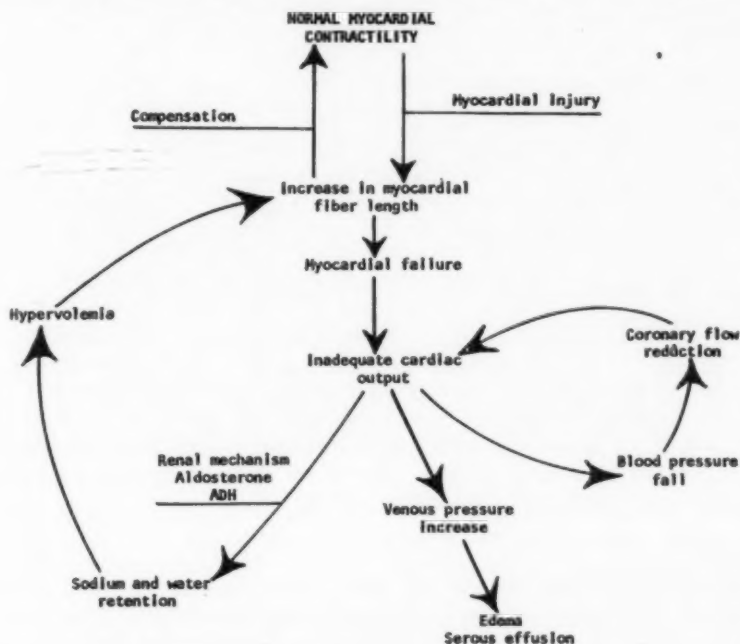 NORMAL MYOCARDIAL
CONTRACTILITY
Compensation
Myocardial injury
Increase in myocardial
fiber length
Myocardial failure
Hypervolemia
Coronary flow
reduction
Inadequate cardiac
output
Renal mechanism
Aldosterone
ADH
Blood pressure
fall
Venous pressure
increase
Sodium and water
retention
Edema
Serous effusion